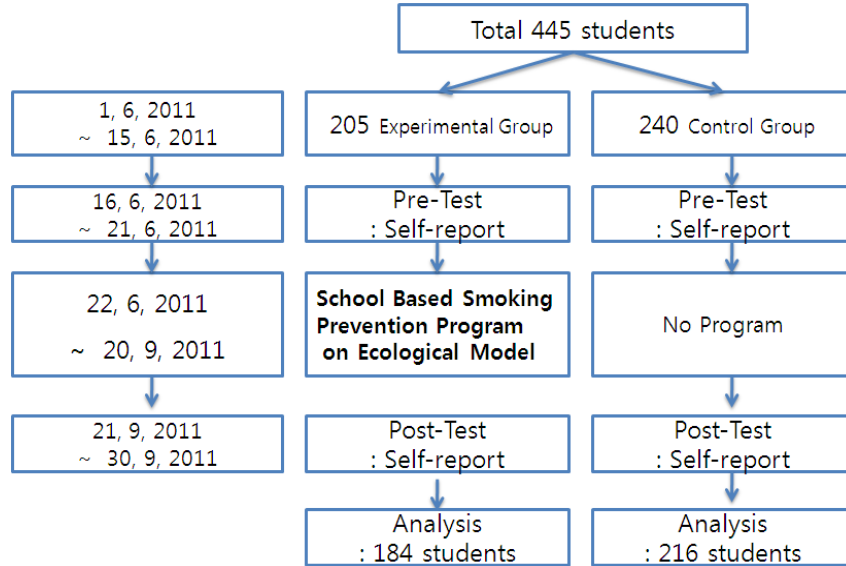 Total 445 students
1, 6, 2011
~ 15, 6, 2011
205 Experimental Group
240 Control Group
16, 6, 2011
~ 21, 6, 2011
Pre-Test
: Self-report
Pre-Test
: Self-report
22, 6, 2011
~ 20, 9, 2011
School Based Smoking
Prevention Program
on Ecological Model
No Program
21, 9, 2011
~ 30, 9, 2011
Post-Test
: Self-report
Post-Test
: Self-report
Analysis
: 184 students
Analysis
: 216 students